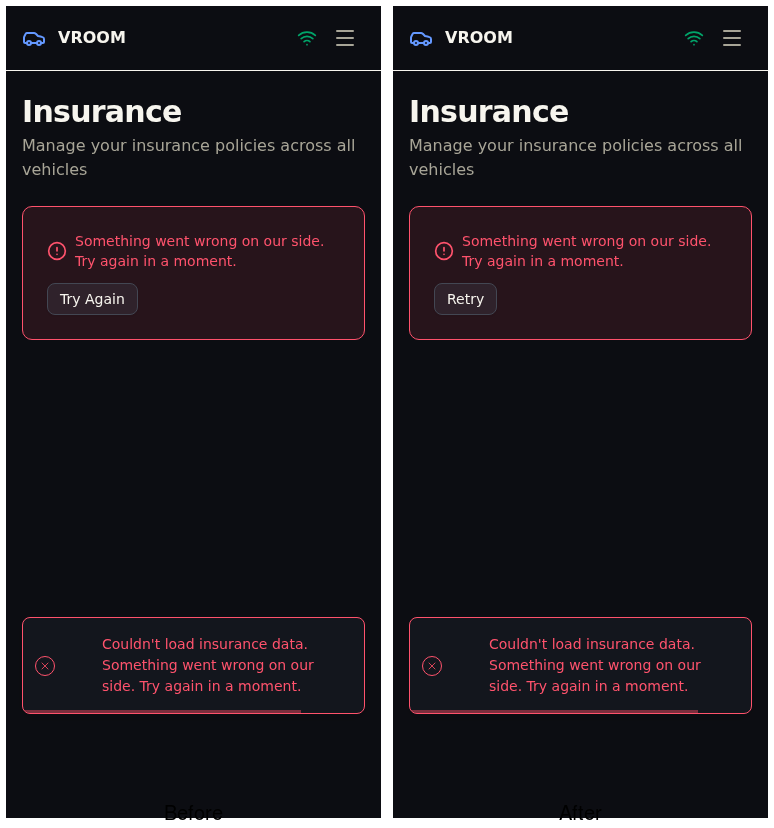 VROOM
Insurance
Manage your insurance policies across all
vehicles
Something went wrong on our side.
Try again in a moment.
Try Again
Couldn't load insurance data.
Something went wrong on our
side. Try again in a moment.
Before
VROOM
Insurance
Manage your insurance policies across all
vehicles
Something went wrong on our side.
Try again in a moment.
Retry
Couldn't load insurance data.
Something went wrong on our
side. Try again in a moment.
After